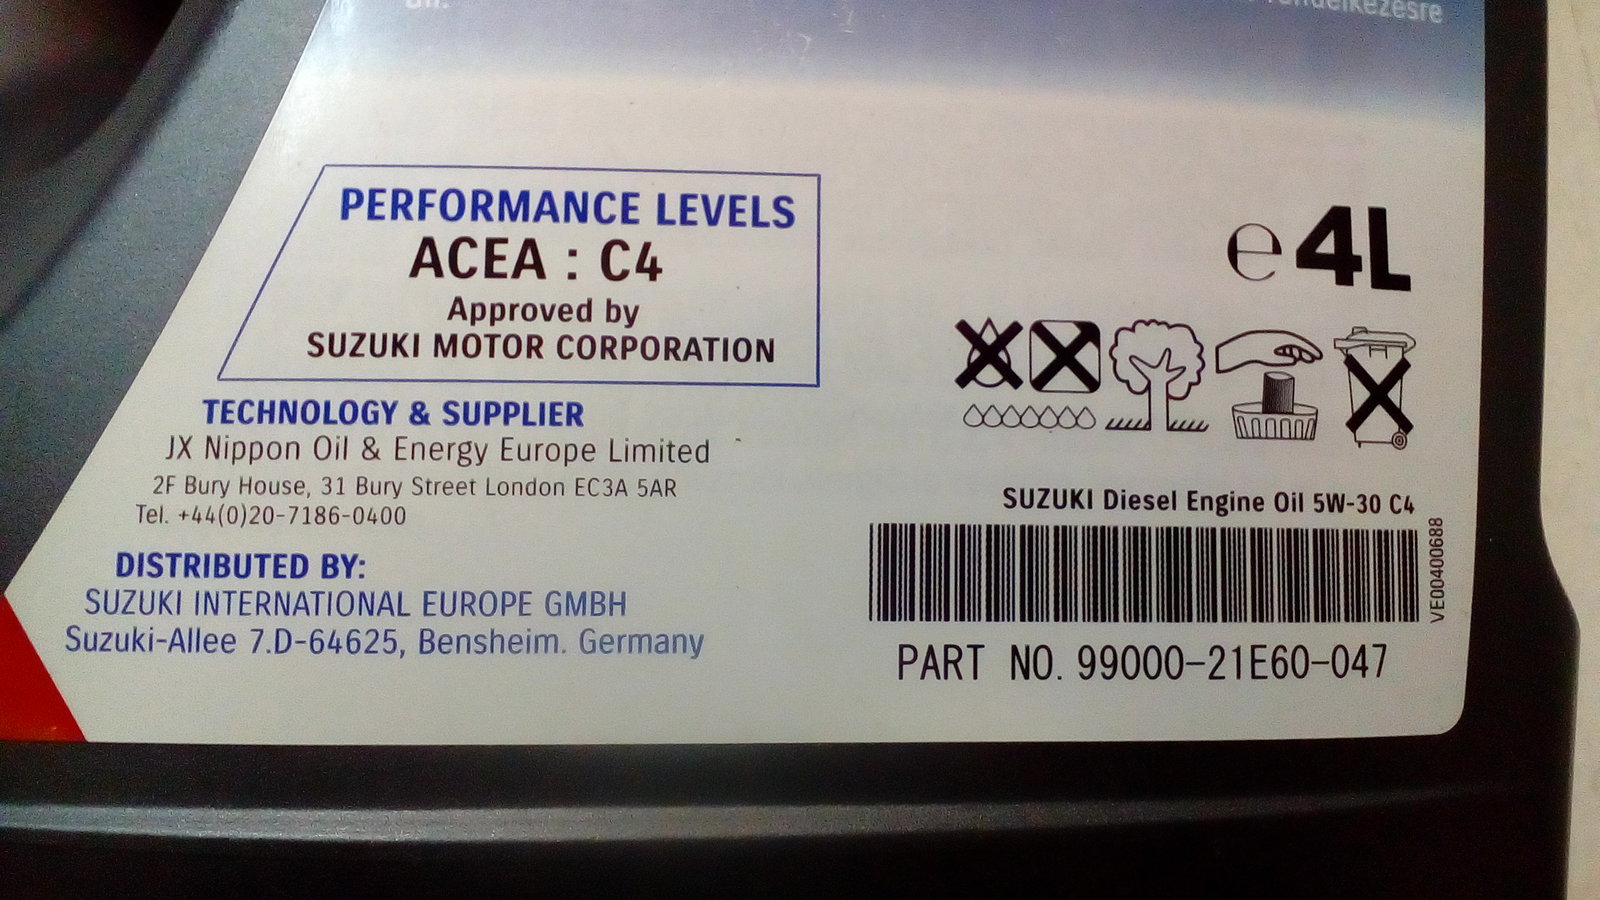 rendelkezésre
PERFORMANCE LEVELS
ACEA : C4
Approved by
SUZUKI MOTOR CORPORATION
TECHNOLOGY & SUPPLIER
JX Nippon Oil & Energy Europe Limited
2F Bury House, 31 Bury Street London EC3A 5AR
Tel. +44(0)20-7186-0400
DISTRIBUTED BY:
SUZUKI INTERNATIONAL EUROPE GMBH
Suzuki-Allee 7.D-64625, Bensheim. Germany
e 4L
SUZUKI Diesel Engine Oil 5W-30 C4
VE00400688
PART NO. 99000-21E60-047